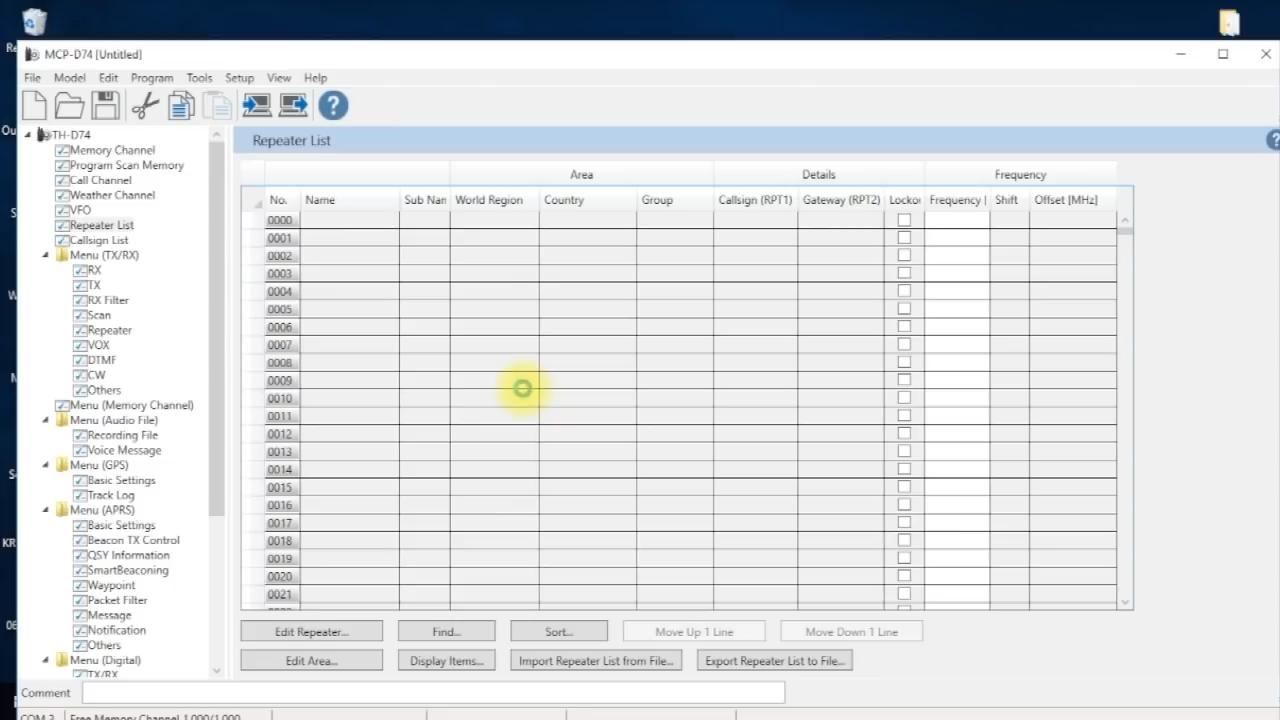 MCP-D74 [Untitled]
File Model Edit Program Tools Setup View Help
TH-D74
Memory Channel
Program Scan Memory
Call Channel
Weather Channel
VFO
Repeater List
Callsign List
Menu (TX/RX)
RX
TX
RX Filter
Scan
Repeater
VOX
DTMF
CW
Others
Menu (Memory Channel)
Menu (Audio File)
Recording File
Voice Message
Menu (GPS)
Basic Settings
Track Log
Menu (APRS)
Basic Settings
Beacon TX Control
QSY Information
SmartBeaconing
Waypoint
Packet Filter
Message
Notification
Others
Menu (Digital)
TX/RX
Repeater List
Area Details Frequency
No. Name Sub Nan World Region Country Group Callsign (RPT1) Gateway (RPT2) Lockou Frequency Shift Offset [MHz]
0000
0001
0002
0003
0004
0005
0006
0007
0008
0009
0010
0011
0012
0013
0014
0015
0016
0017
0018
0019
0020
0021
Edit Repeater... Find... Sort... Move Up 1 Line Move Down 1 Line
Edit Area... Display Items... Import Repeater List from File... Export Repeater List to File...
Comment
COM 3 Free Memory Channel 1,000/1,000